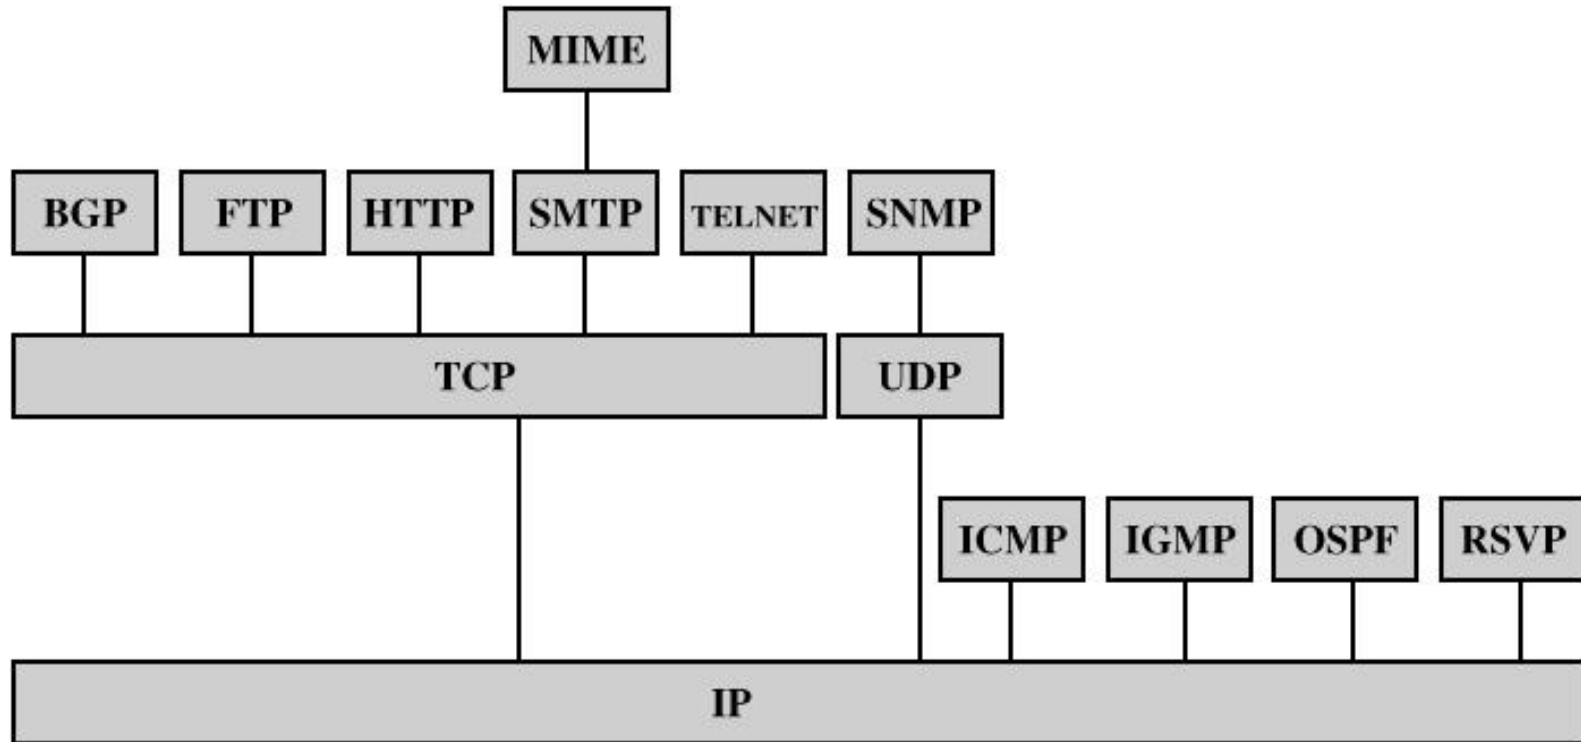 MIME
BGP FTP HTTP SMTP TELNET SNMP
TCP UDP
ICMP IGMP OSPF RSVP
IP